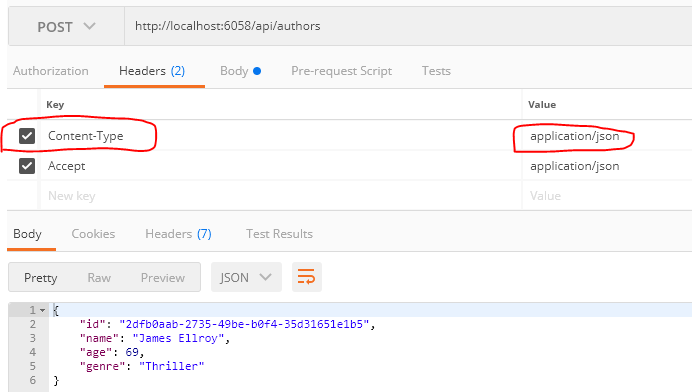 POST http://localhost:6058/api/authors
Authorization Headers (2) Body Pre-request Script Tests
Key Value
Content-Type application/json
Accept application/json
New key Value
Body Cookies Headers (7) Test Results
Pretty Raw Preview JSON
1 {
2 "id": "2dfb0aab-2735-49be-b0f4-35d31651e1b5",
3 "name": "James Ellroy",
4 "age": 69,
5 "genre": "Thriller"
6 }